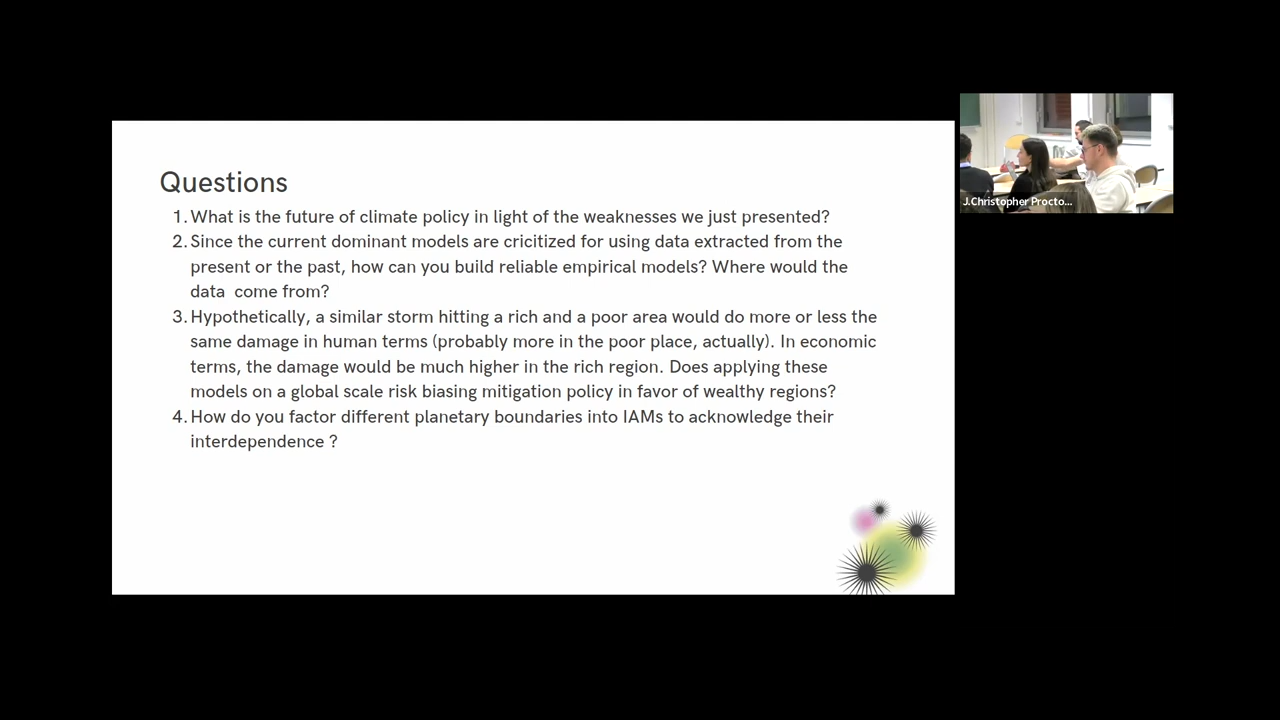 Questions
1. What is the future of climate policy in light of the weaknesses we just presented?
2. Since the current dominant models are cricitized for using data extracted from the
present or the past, how can you build reliable empirical models? Where would the
data  come from?
3. Hypothetically, a similar storm hitting a rich and a poor area would do more or less the
same damage in human terms (probably more in the poor place, actually). In economic
terms, the damage would be much higher in the rich region. Does applying these
models on a global scale risk biasing mitigation policy in favor of wealthy regions?
4. How do you factor different planetary boundaries into IAMs to acknowledge their
interdependence ?
J.Christopher Procto...